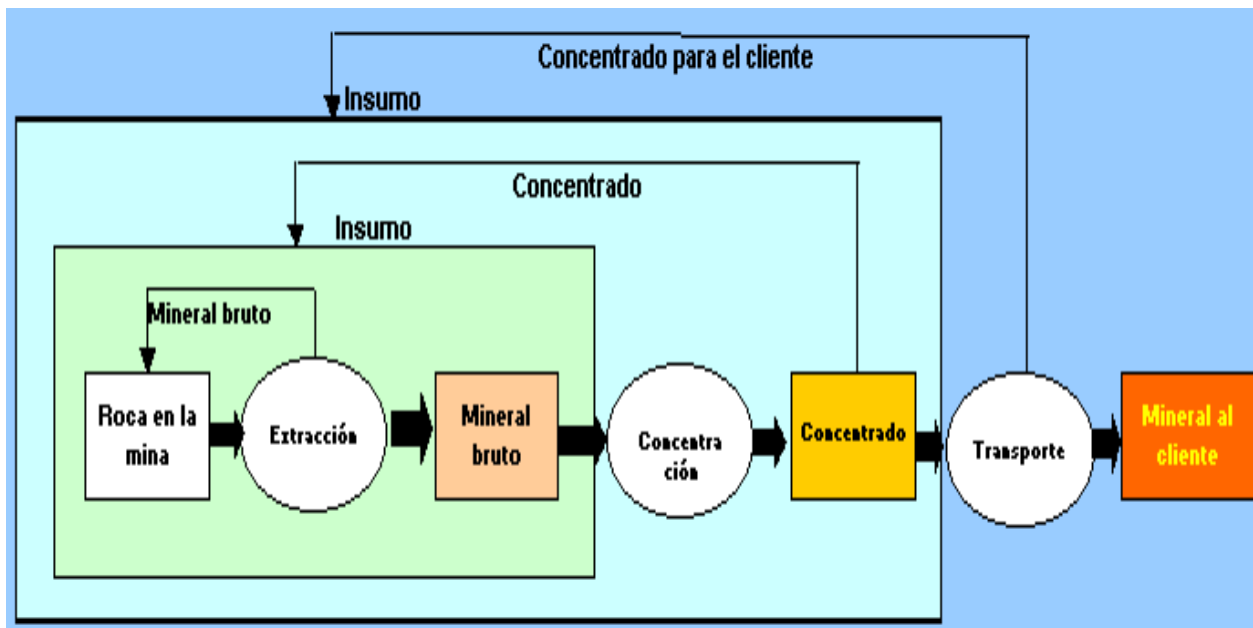 Concentrado para el cliente
Insumo
Concentrado
Insumo
Mineral bruto
Roca en la
mina
Extracción
Mineral
bruto
Concentra
ción
Concentrado
Transporte
Mineral al
cliente